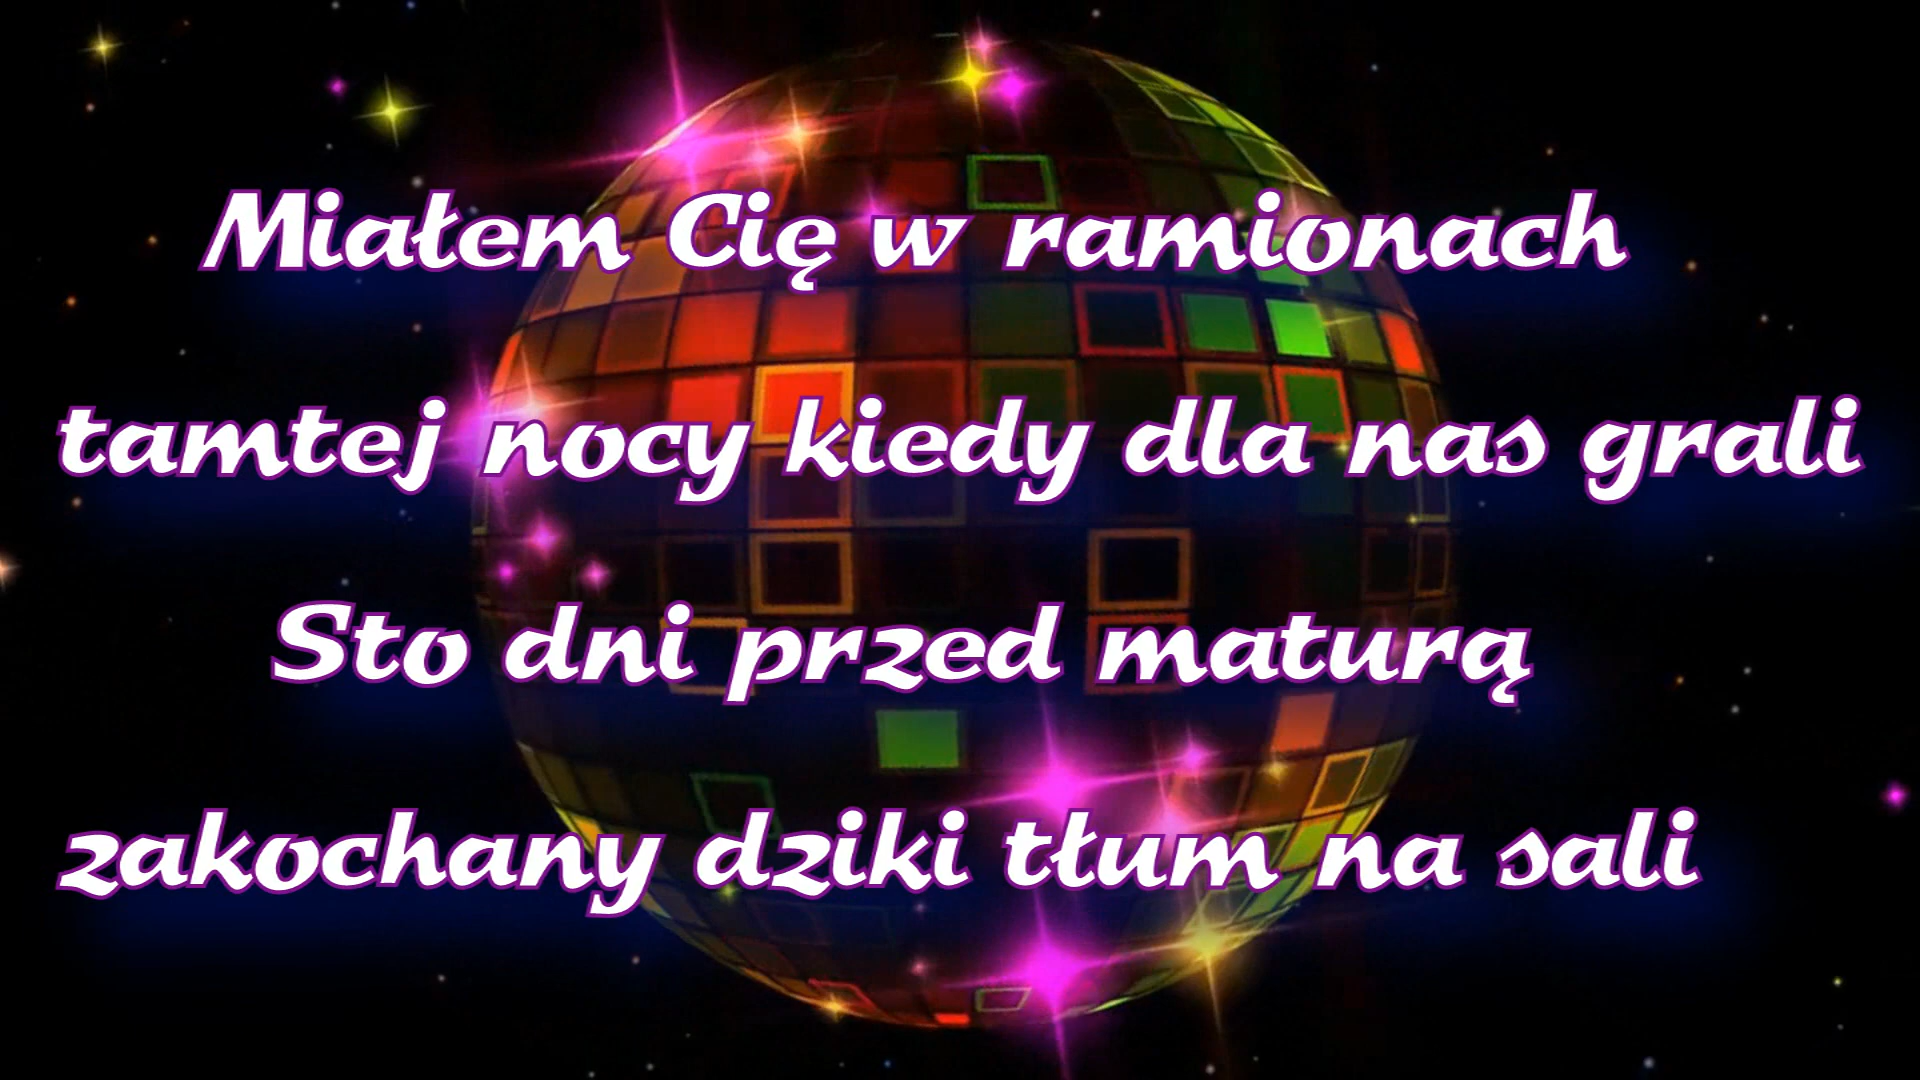 Miałem Cię w ramionach
tamtej nocy kiedy dla nas grali
Sto dni przed maturą
zakochany dziki tłum na sali